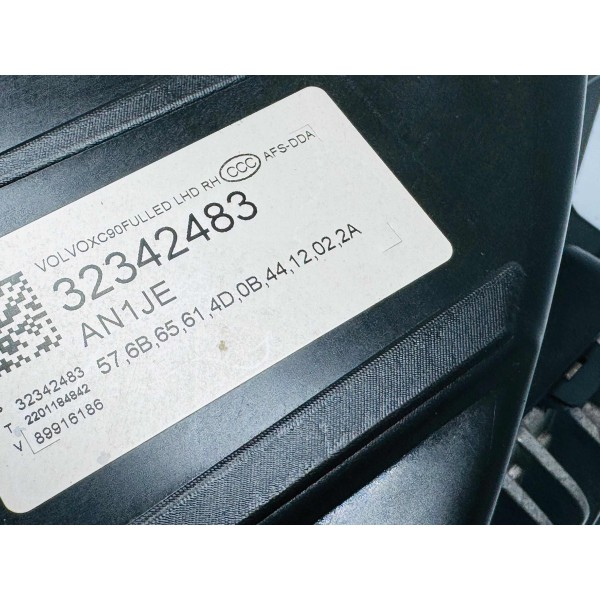 VOLVOXC90FULLED LHD RH CCC AFS-DDA
32342483
AN1JE
57,6B,65,61,4D,0B,44,12,02,2A
32342483
T 2201184842
V 89916186